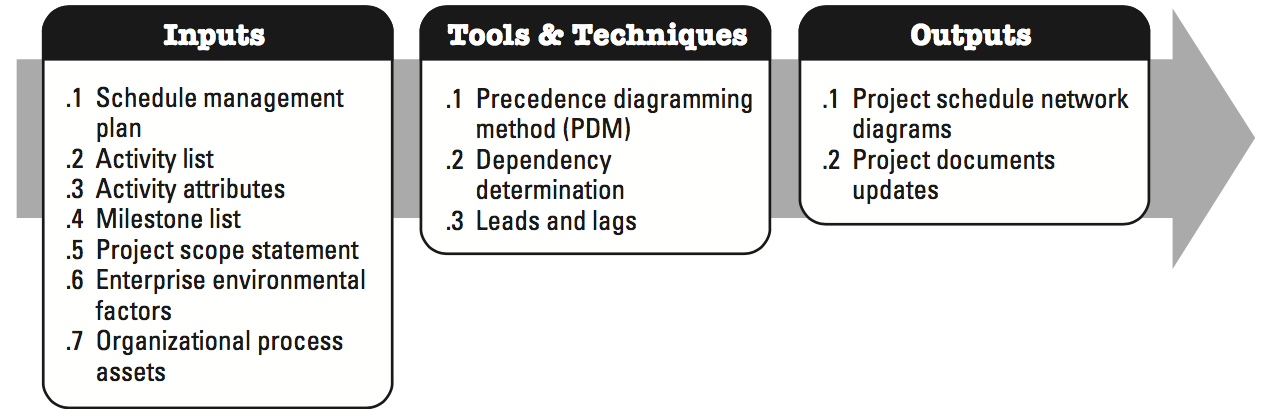 Inputs
.1 Schedule management
plan
.2 Activity list
.3 Activity attributes
.4 Milestone list
.5 Project scope statement
.6 Enterprise environmental
factors
.7 Organizational process
assets
Tools & Techniques
.1 Precedence diagramming
method (PDM)
.2 Dependency
determination
.3 Leads and lags
Outputs
.1 Project schedule network
diagrams
.2 Project documents
updates